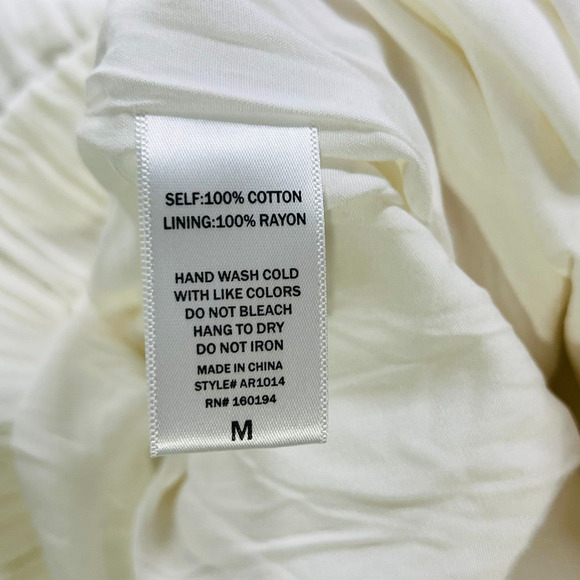 SELF:100% COTTON
LINING:100% RAYON
HAND WASH COLD
WITH LIKE COLORS
DO NOT BLEACH
HANG TO DRY
DO NOT IRON
MADE IN CHINA
STYLE# AR1014
RN# 160194
M